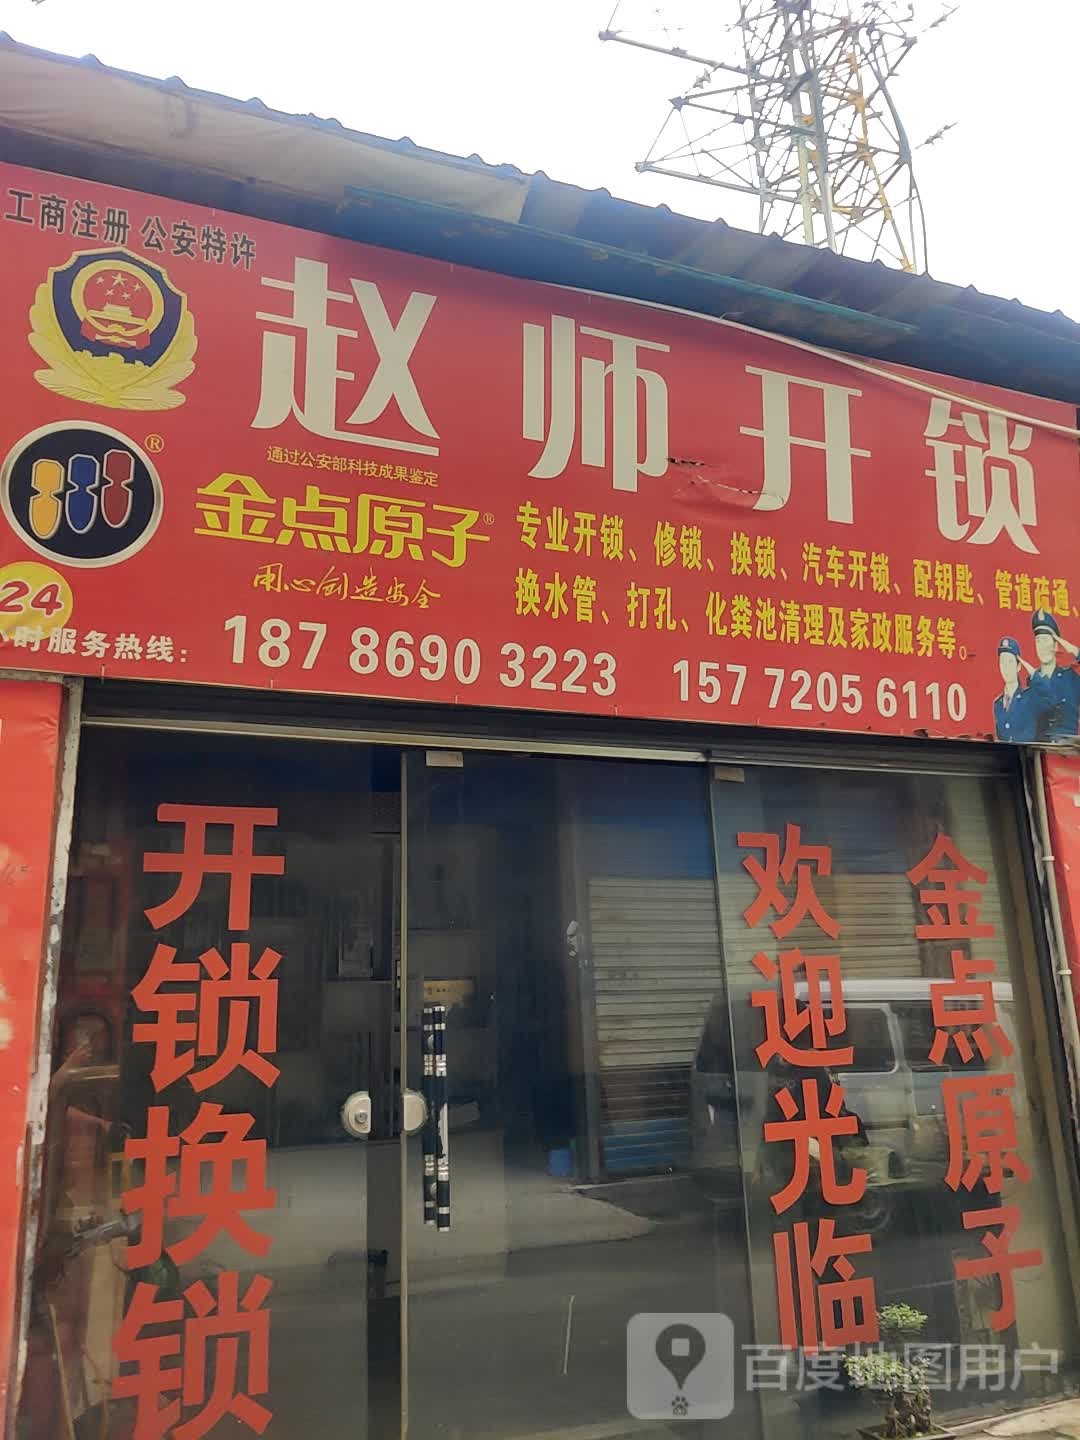 工商注册 公安特许
赵师开锁
通过公安部科技成果鉴定
金点原子®
用心创造安全
®
专业开锁、修锁、换锁、汽车开锁、配钥匙、管道疏通、
换水管、打孔、化粪池清理及家政服务等。
24
小时服务热线：187 8690 3223 157 7205 6110
开锁换锁
欢迎光临
金点原子
百度地图用户